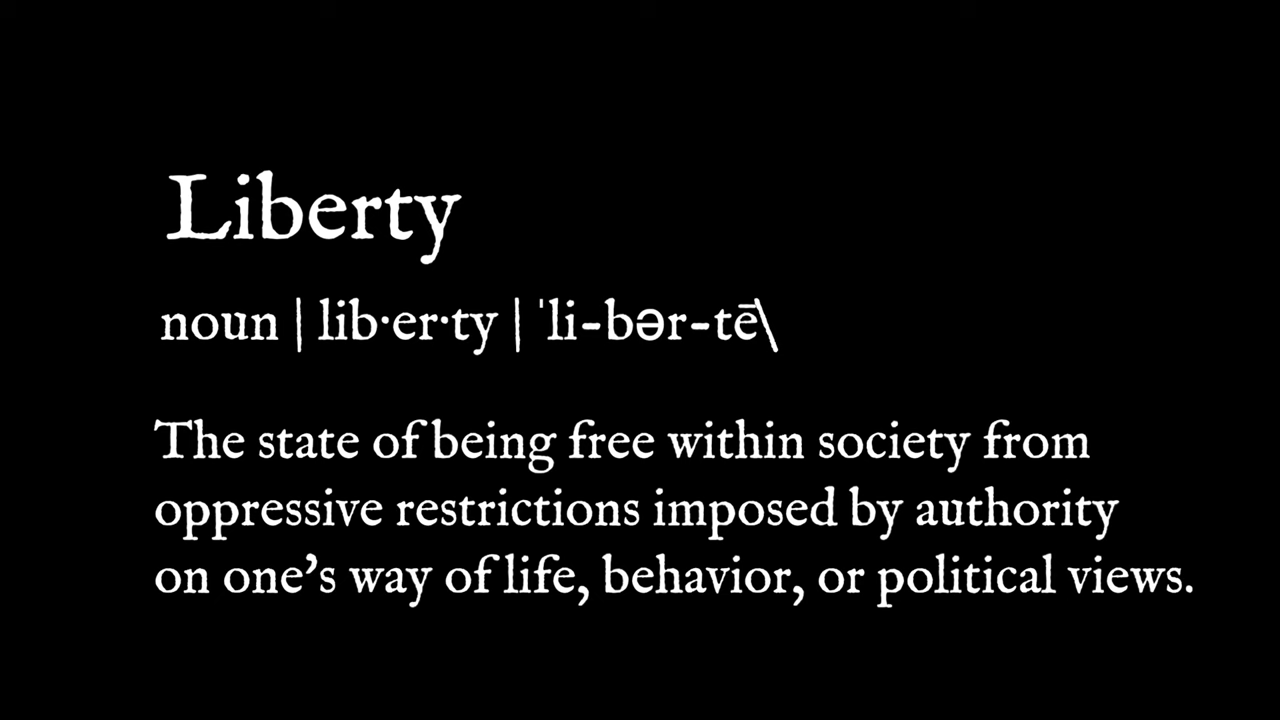 Liberty
noun | lib·er·ty | ˈli-bər-tē\
The state of being free within society from
oppressive restrictions imposed by authority
on one’s way of life, behavior, or political views.